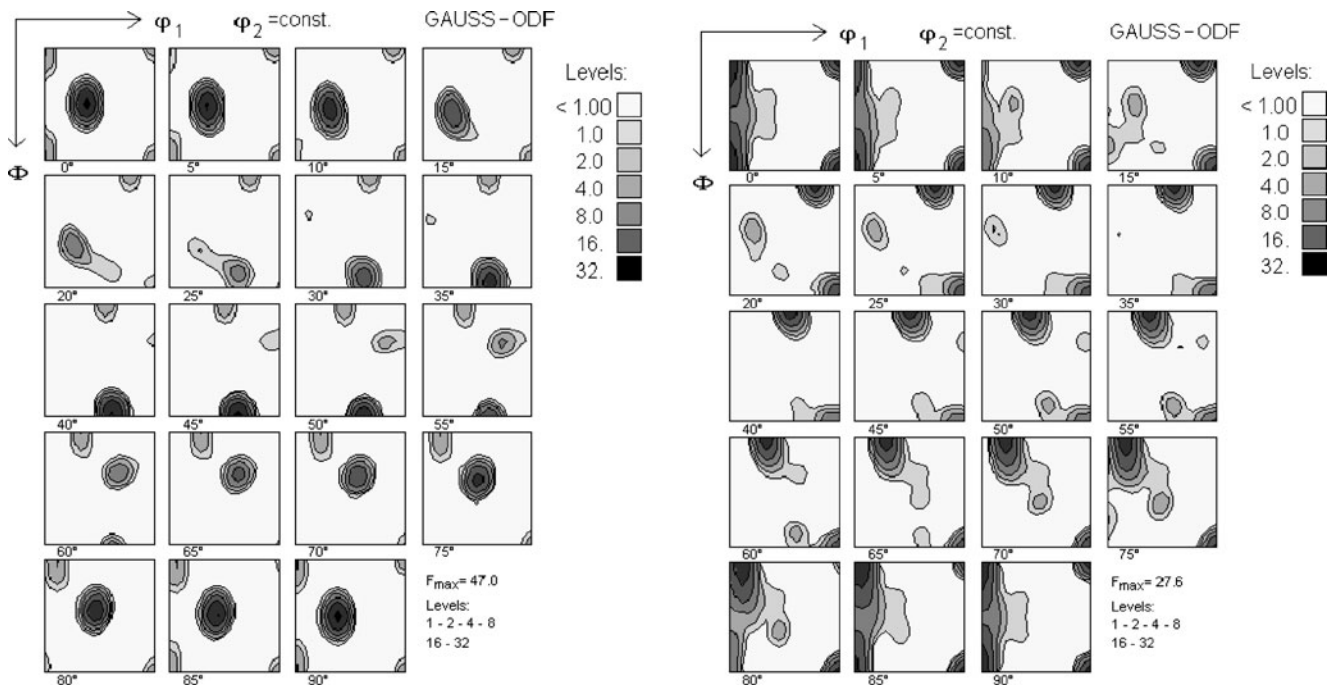 φ1 φ2 =const. GAUSS-ODF
Φ
Levels:
< 1.00
1.0
2.0
4.0
8.0
16.
32.
0° 5° 10° 15°
20° 25° 30° 35°
40° 45° 50° 55°
60° 65° 70° 75°
80° 85° 90°
Fmax= 47.0
Levels:
1 - 2 - 4 - 8
16 - 32
φ1 φ2 =const. GAUSS-ODF
Φ
Levels:
< 1.00
1.0
2.0
4.0
8.0
16.
32.
0° 5° 10° 15°
20° 25° 30° 35°
40° 45° 50° 55°
60° 65° 70° 75°
80° 85° 90°
Fmax= 27.6
Levels:
1 - 2 - 4 - 8
16 - 32